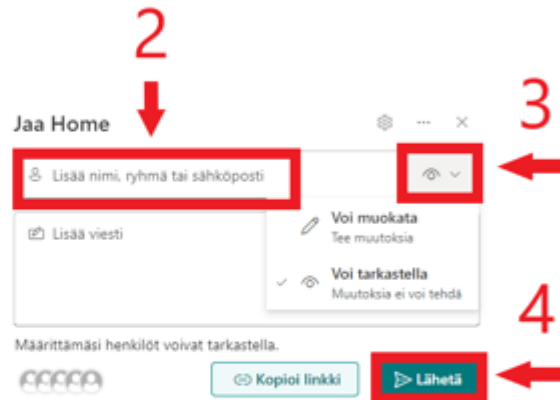 2
Jaa Home
3
Lisää nimi, ryhmä tai sähköposti
Lisää viesti
Voi muokata
Tee muutoksia
Voi tarkastella
Muutoksia ei voi tehdä
4
Määrittämäsi henkilöt voivat tarkastella.
Kopioi linkki
Lähetä